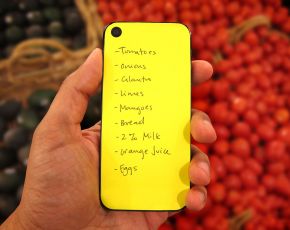 - Tomatoes
- onions
- Cilantro
- Limes
- Mangoes
- Bread
- 2% Milk
- Orange Juice
- Eggs